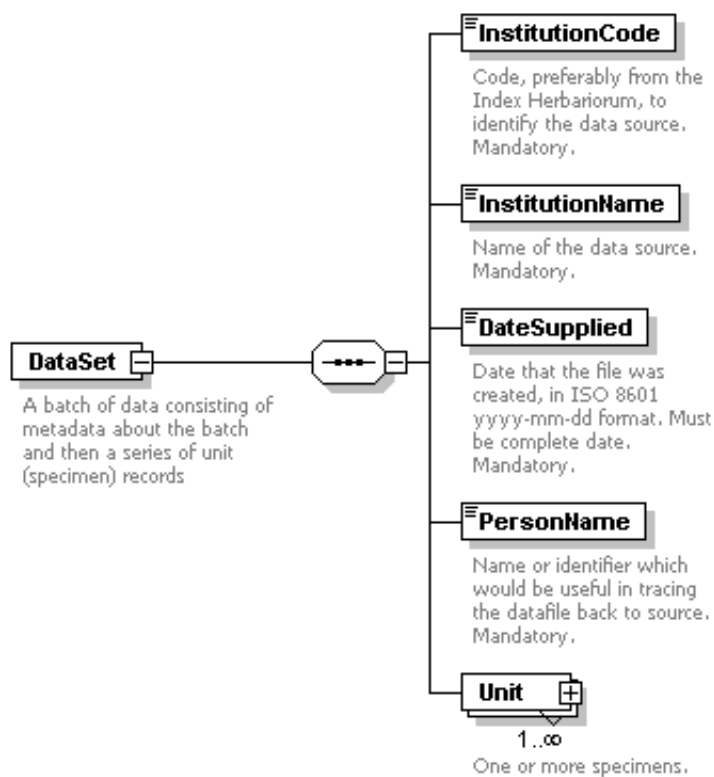 InstitutionCode
Code, preferably from the
Index Herbariorum, to
identify the data source.
Mandatory.
InstitutionName
Name of the data source.
Mandatory.
DateSupplied
Date that the file was
created, in ISO 8601
yyyy-mm-dd format. Must
be complete date.
Mandatory.
DataSet
A batch of data consisting of
metadata about the batch
and then a series of unit
(specimen) records
PersonName
Name or identifier which
would be useful in tracing
the datafile back to source.
Mandatory.
Unit
1..∞
One or more specimens.